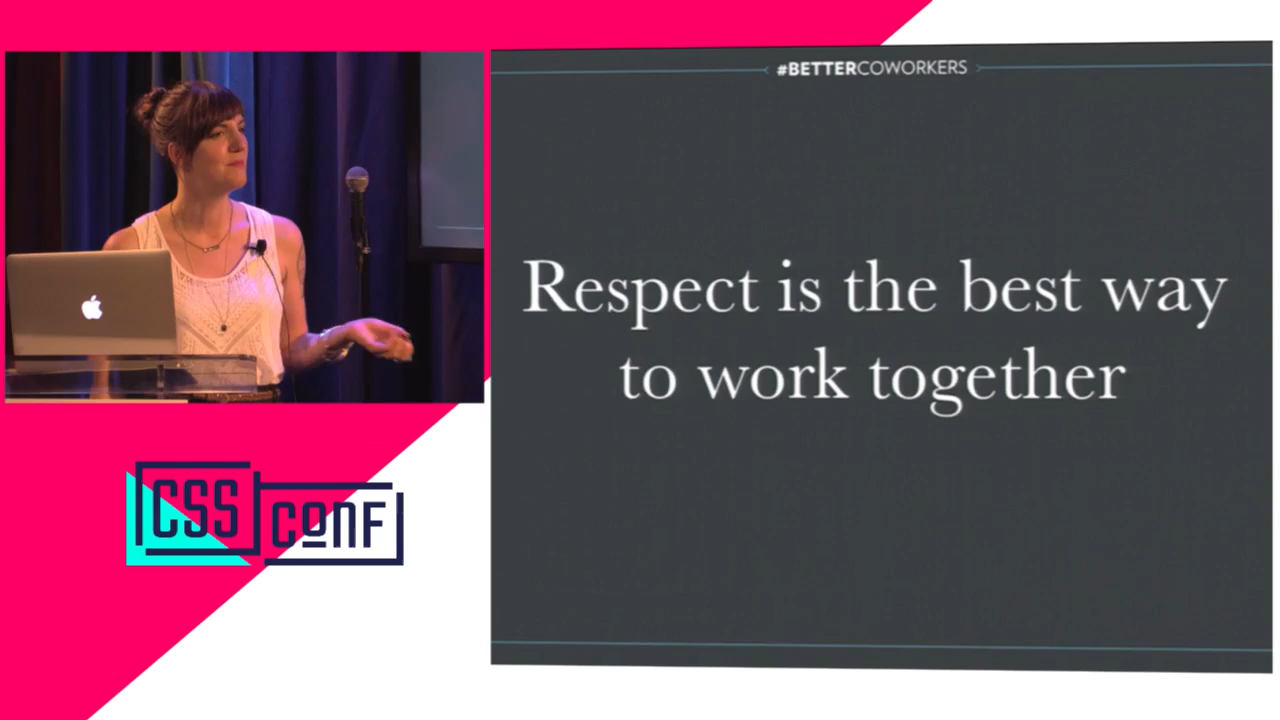 #BETTERCOWORKERS
Respect is the best way
to work together
CSS
CONF